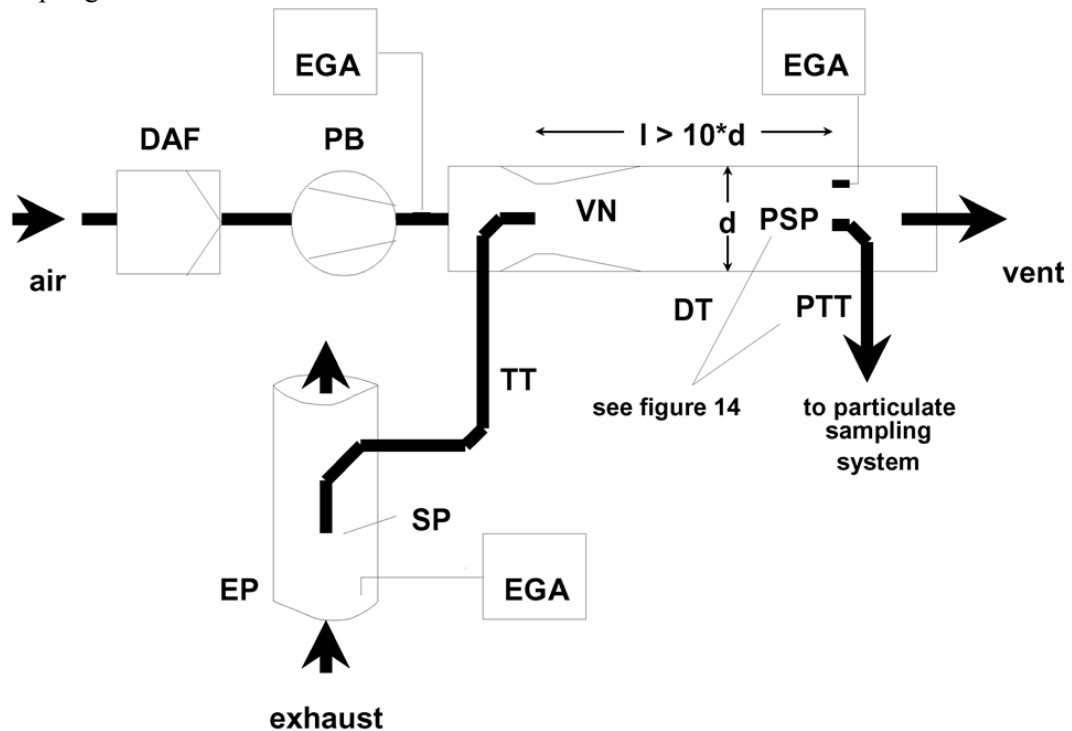 EGA
EGA
DAF
PB
l > 10*d
VN
d
PSP
air
vent
DT
PTT
TT
see figure 14
to particulate
sampling
system
SP
EP
EGA
exhaust